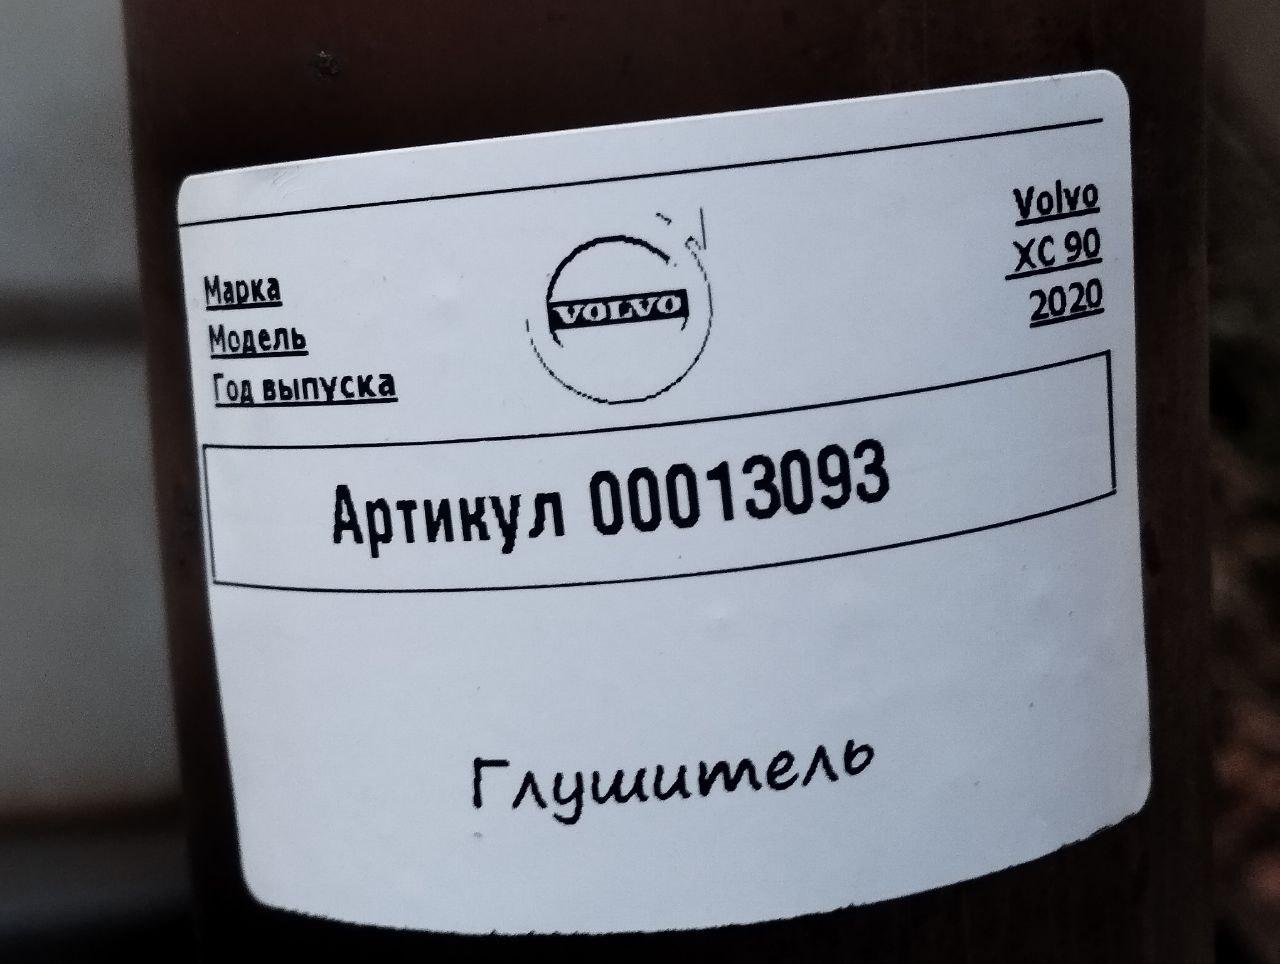 Марка Volvo
Модель XC 90
Год выпуска 2020
VOLVO
Артикул 00013093
Глушитель